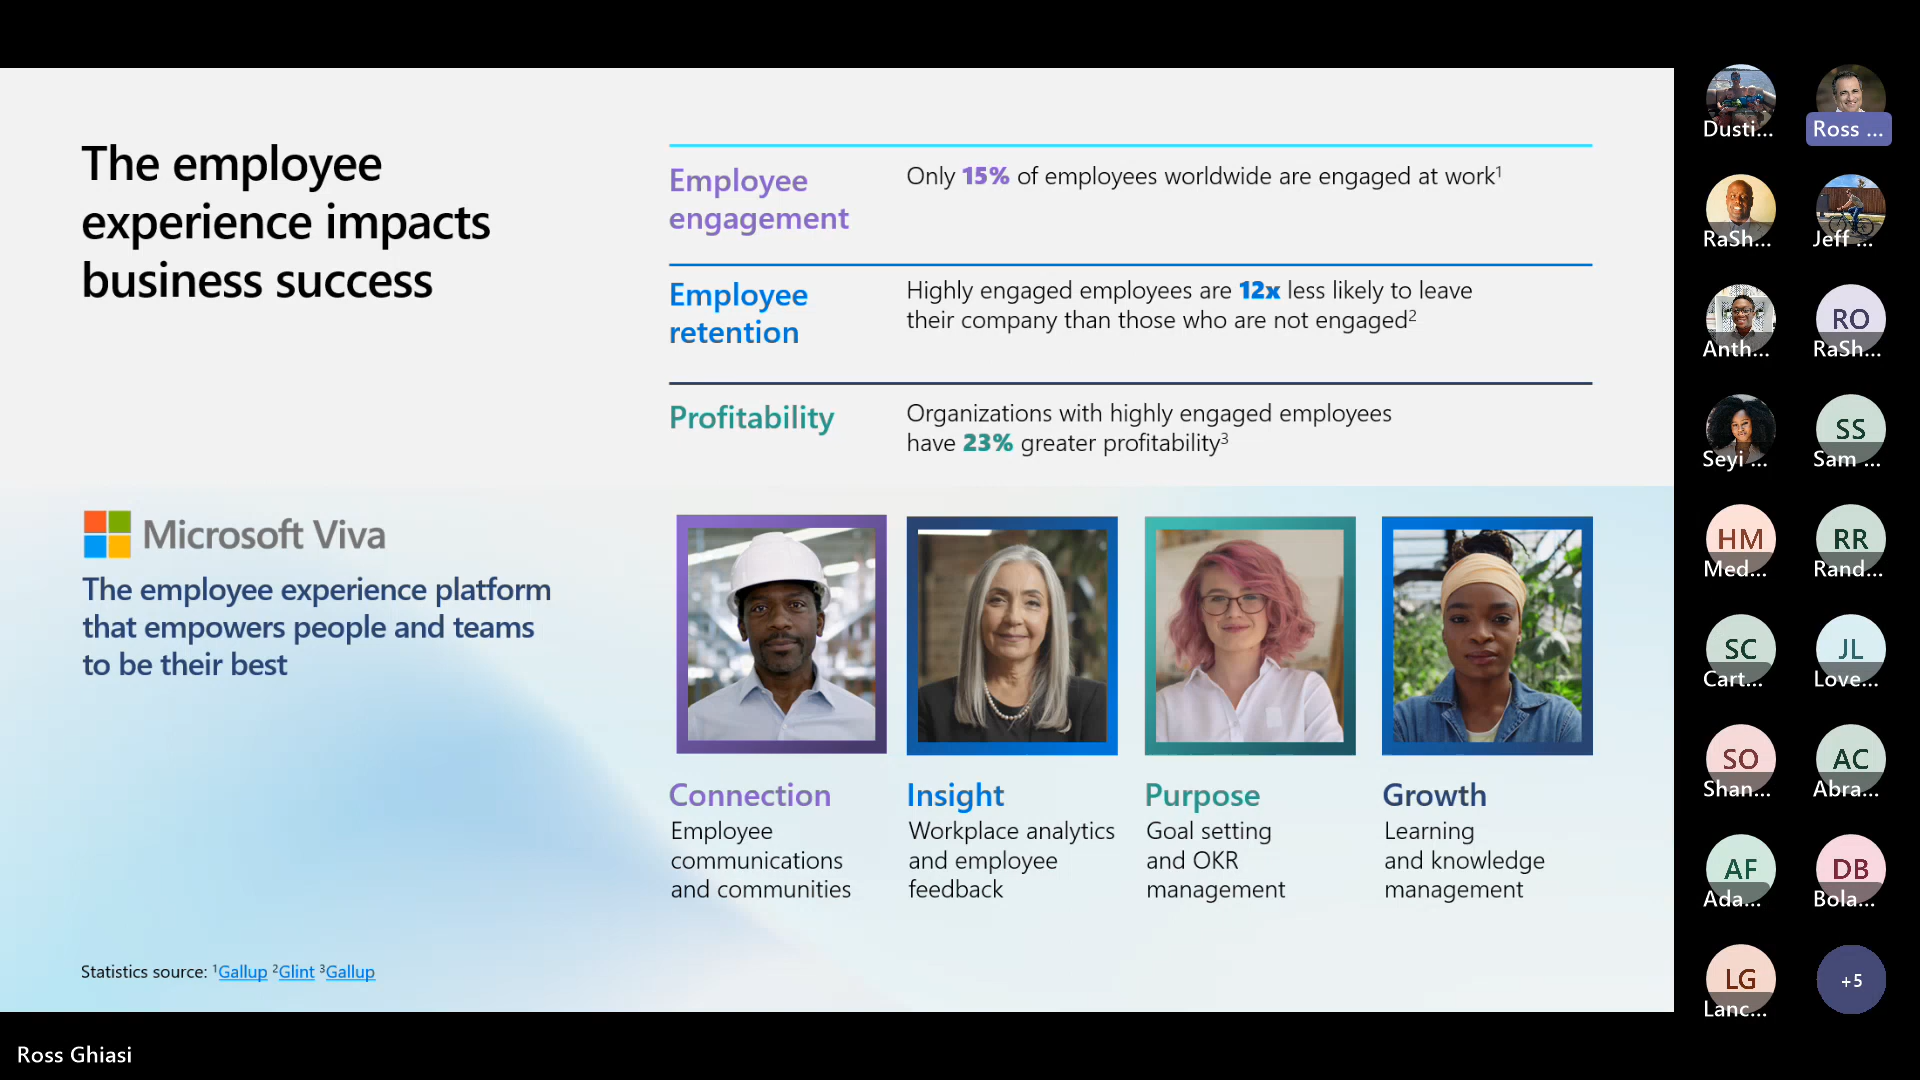 The employee
experience impacts
business success
Employee
engagement
Only 15% of employees worldwide are engaged at work¹
Employee
retention
Highly engaged employees are 12x less likely to leave
their company than those who are not engaged²
Profitability
Organizations with highly engaged employees
have 23% greater profitability³
Microsoft Viva
The employee experience platform
that empowers people and teams
to be their best
Connection
Employee
communications
and communities
Insight
Workplace analytics
and employee
feedback
Purpose
Goal setting
and OKR
management
Growth
Learning
and knowledge
management
Statistics source: ¹Gallup ²Glint ³Gallup
Dusti...
Ross ...
RaSh...
Jeff ...
Anth...
RO
RaSh...
Seyi ...
SS
Sam ...
HM
Med...
RR
Rand...
SC
Cart...
JL
Love...
SO
Shan...
AC
Abra...
AF
Ada...
DB
Bola...
LG
Lanc...
+5
Ross Ghiasi